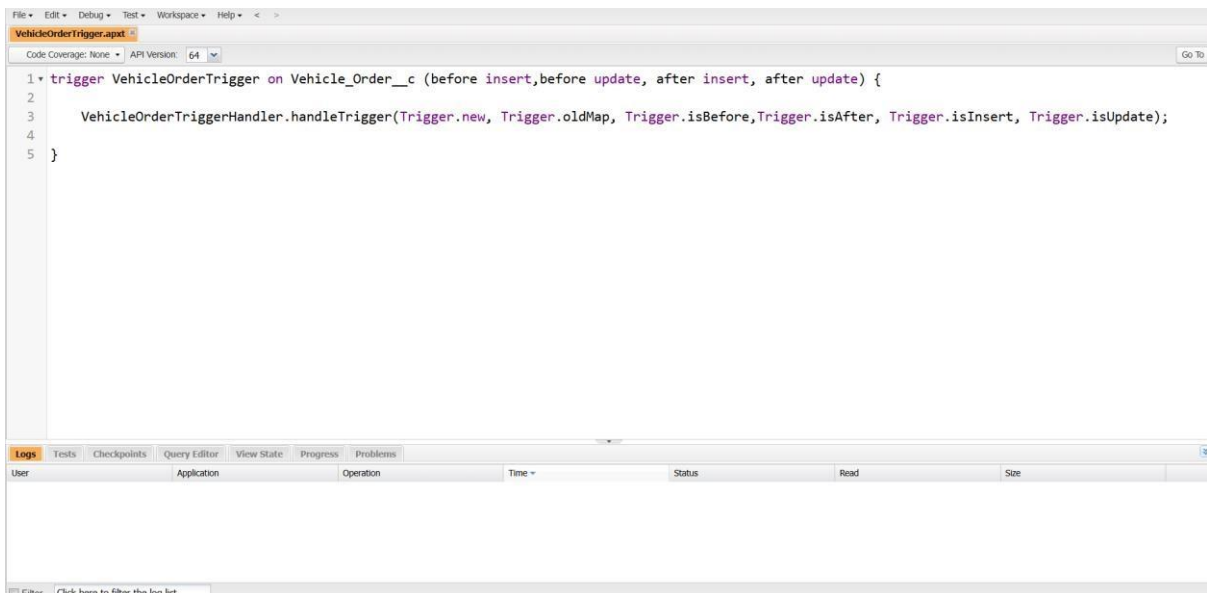 File Edit Debug Test Workspace Help < >
VehicleOrderTrigger.apxt
Code Coverage: None API Version: 64 Go To
1 trigger VehicleOrderTrigger on Vehicle_Order__c (before insert,before update, after insert, after update) {
2
3 VehicleOrderTriggerHandler.handleTrigger(Trigger.new, Trigger.oldMap, Trigger.isBefore,Trigger.isAfter, Trigger.isInsert, Trigger.isUpdate);
4
5 }
Logs Tests Checkpoints Query Editor View State Progress Problems
User Application Operation Time Status Read Size
Filter Click here to filter the log list